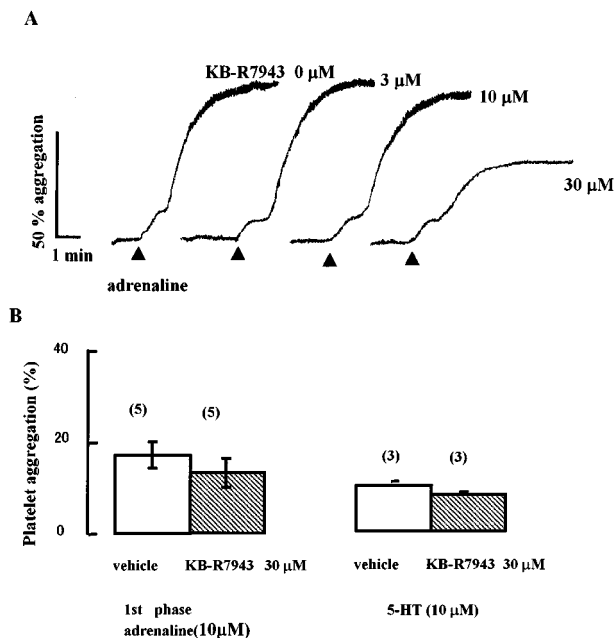 A
KB-R7943 0 μM
3 μM
10 μM
30 μM
50 % aggregation
1 min
adrenaline
B
Platelet aggregation (%)
40
20
0
(5)
(5)
(3)
(3)
vehicle
KB-R7943 30 μM
vehicle
KB-R7943 30 μM
1st phase
adrenaline(10μM)
5-HT (10 μM)